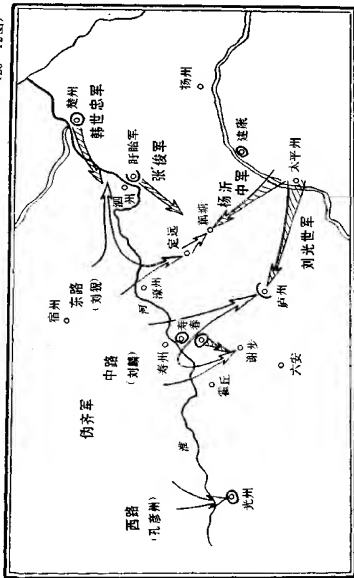 楚州
韩世忠军
盱眙军
张俊军
泗州
扬州
建康
太平州
杨沂中军
刘光世军
宿州
东路
(刘猊)
定远
藕塘
河
濠州
庐州
中路
(刘麟)
伪齐军
寿州
寿春
谢步
霍丘
六安
淮
西路
(孔彦舟)
光州